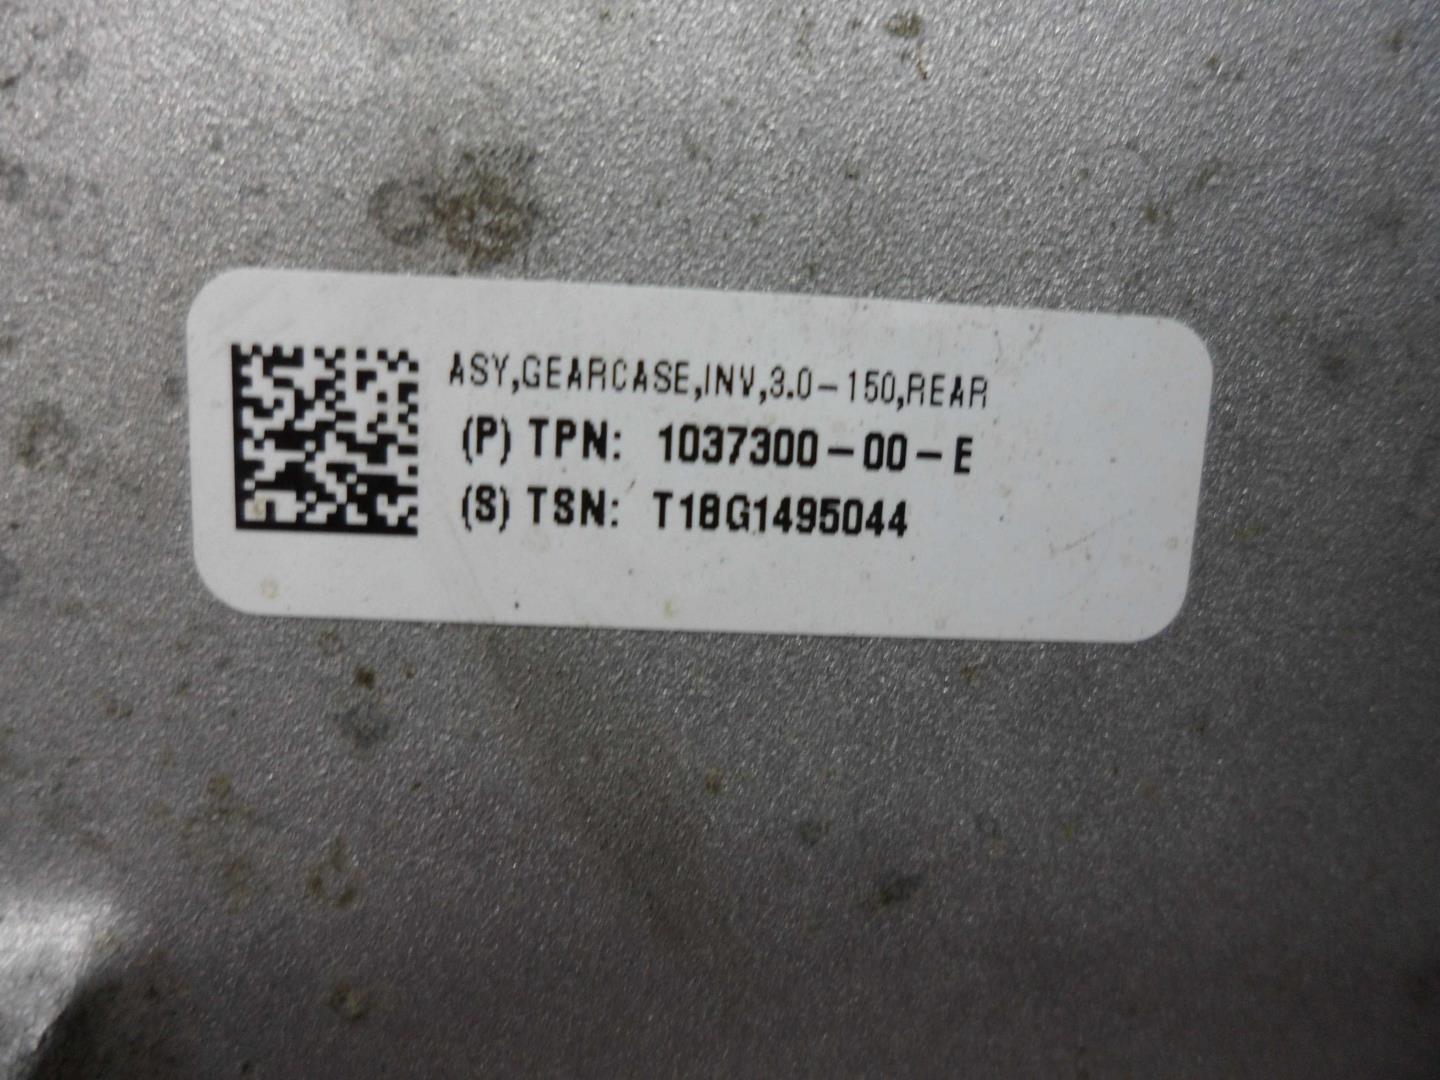 ASY,GEARCASE,INV,3.0-150,REAR
(P) TPN: 1037300-00-E
(S) TSN: T18G1495044